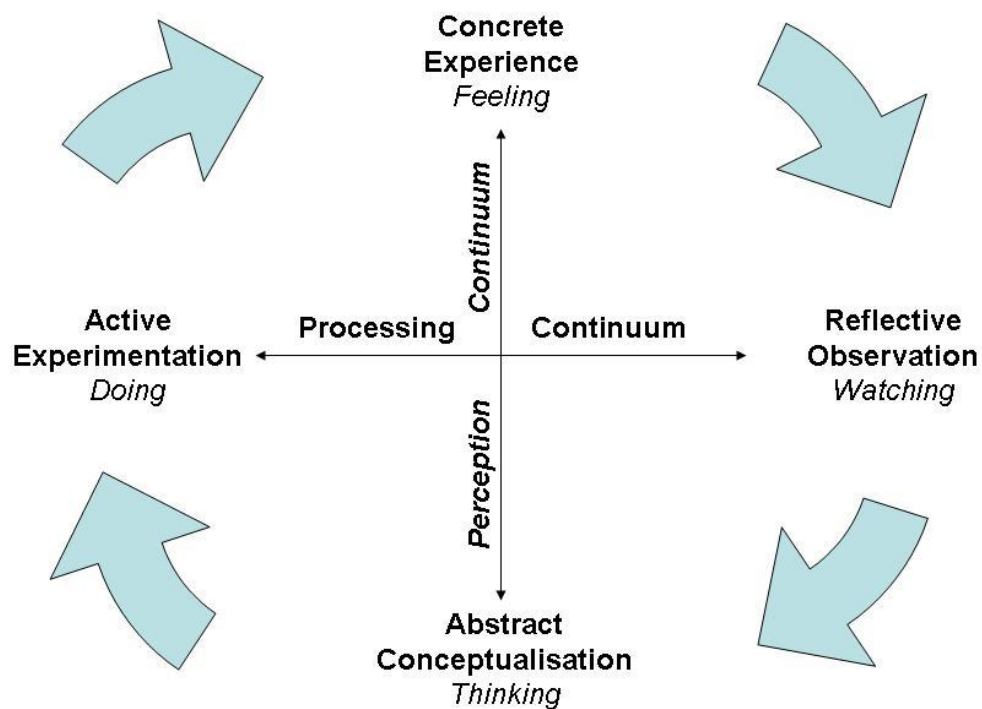 Concrete
Experience
Feeling
Continuum
Active
Experimentation
Doing
Processing Continuum
Reflective
Observation
Watching
Perception
Abstract
Conceptualisation
Thinking